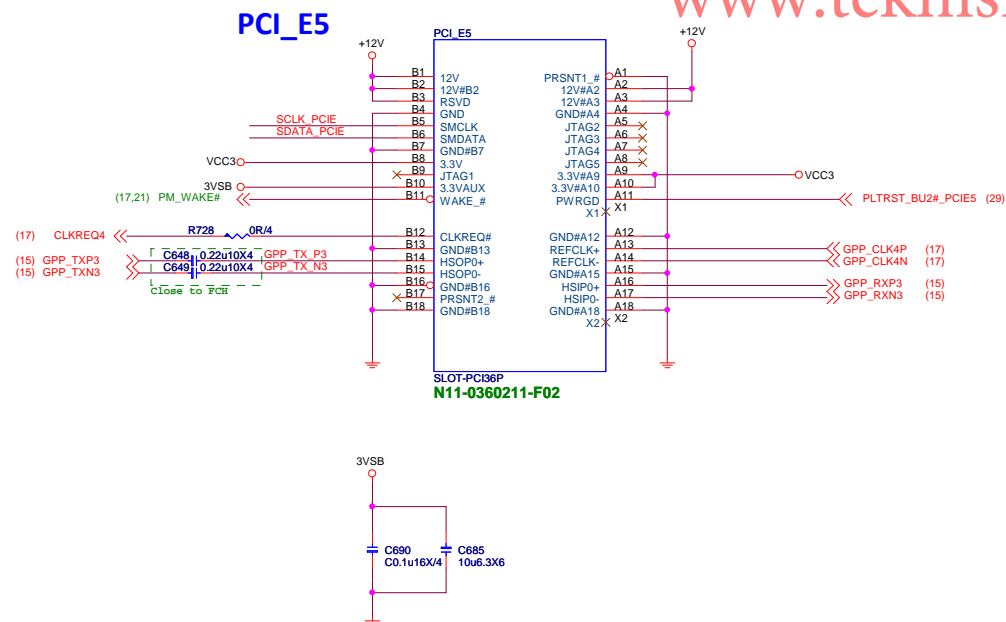 www.tekni
PCI_E5
PCI_E5
+12V
+12V
B1 12V PRSNT1_# A1
B2 12V#B2 12V#A2 A2
B3 RSVD 12V#A3 A3
B4 GND GND#A4 A4
SCLK_PCIE B5 SMCLK JTAG2 A5
SDATA_PCIE B6 SMDATA JTAG3 A6
B7 GND#B7 JTAG4 A7
VCC3 B8 3.3V JTAG5 A8
B9 JTAG1 3.3V#A9 A9 VCC3
3VSB B10 3.3VAUX 3.3V#A10 A10
(17,21) PM_WAKE# B11 WAKE_# PWRGD A11 PLTRST_BU2#_PCIE5 (29)
X1 X1
(17) CLKREQ4 R728 0R/4 B12 CLKREQ# GND#A12 A12
B13 GND#B13 REFCLK+ A13 GPP_CLK4P (17)
(15) GPP_TXP3 C648 0.22u10X4 GPP_TX_P3 B14 HSOP0+ REFCLK- A14 GPP_CLK4N (17)
(15) GPP_TXN3 C649 0.22u10X4 GPP_TX_N3 B15 HSOP0- GND#A15 A15
B16 GND#B16 HSIP0+ A16 GPP_RXP3 (15)
Close to FCH B17 PRSNT2_# HSIP0- A17 GPP_RXN3 (15)
B18 GND#B18 GND#A18 A18
X2 X2
SLOT-PCI36P
N11-0360211-F02
3VSB
C690 C685
C0.1u16X/4 10u6.3X6